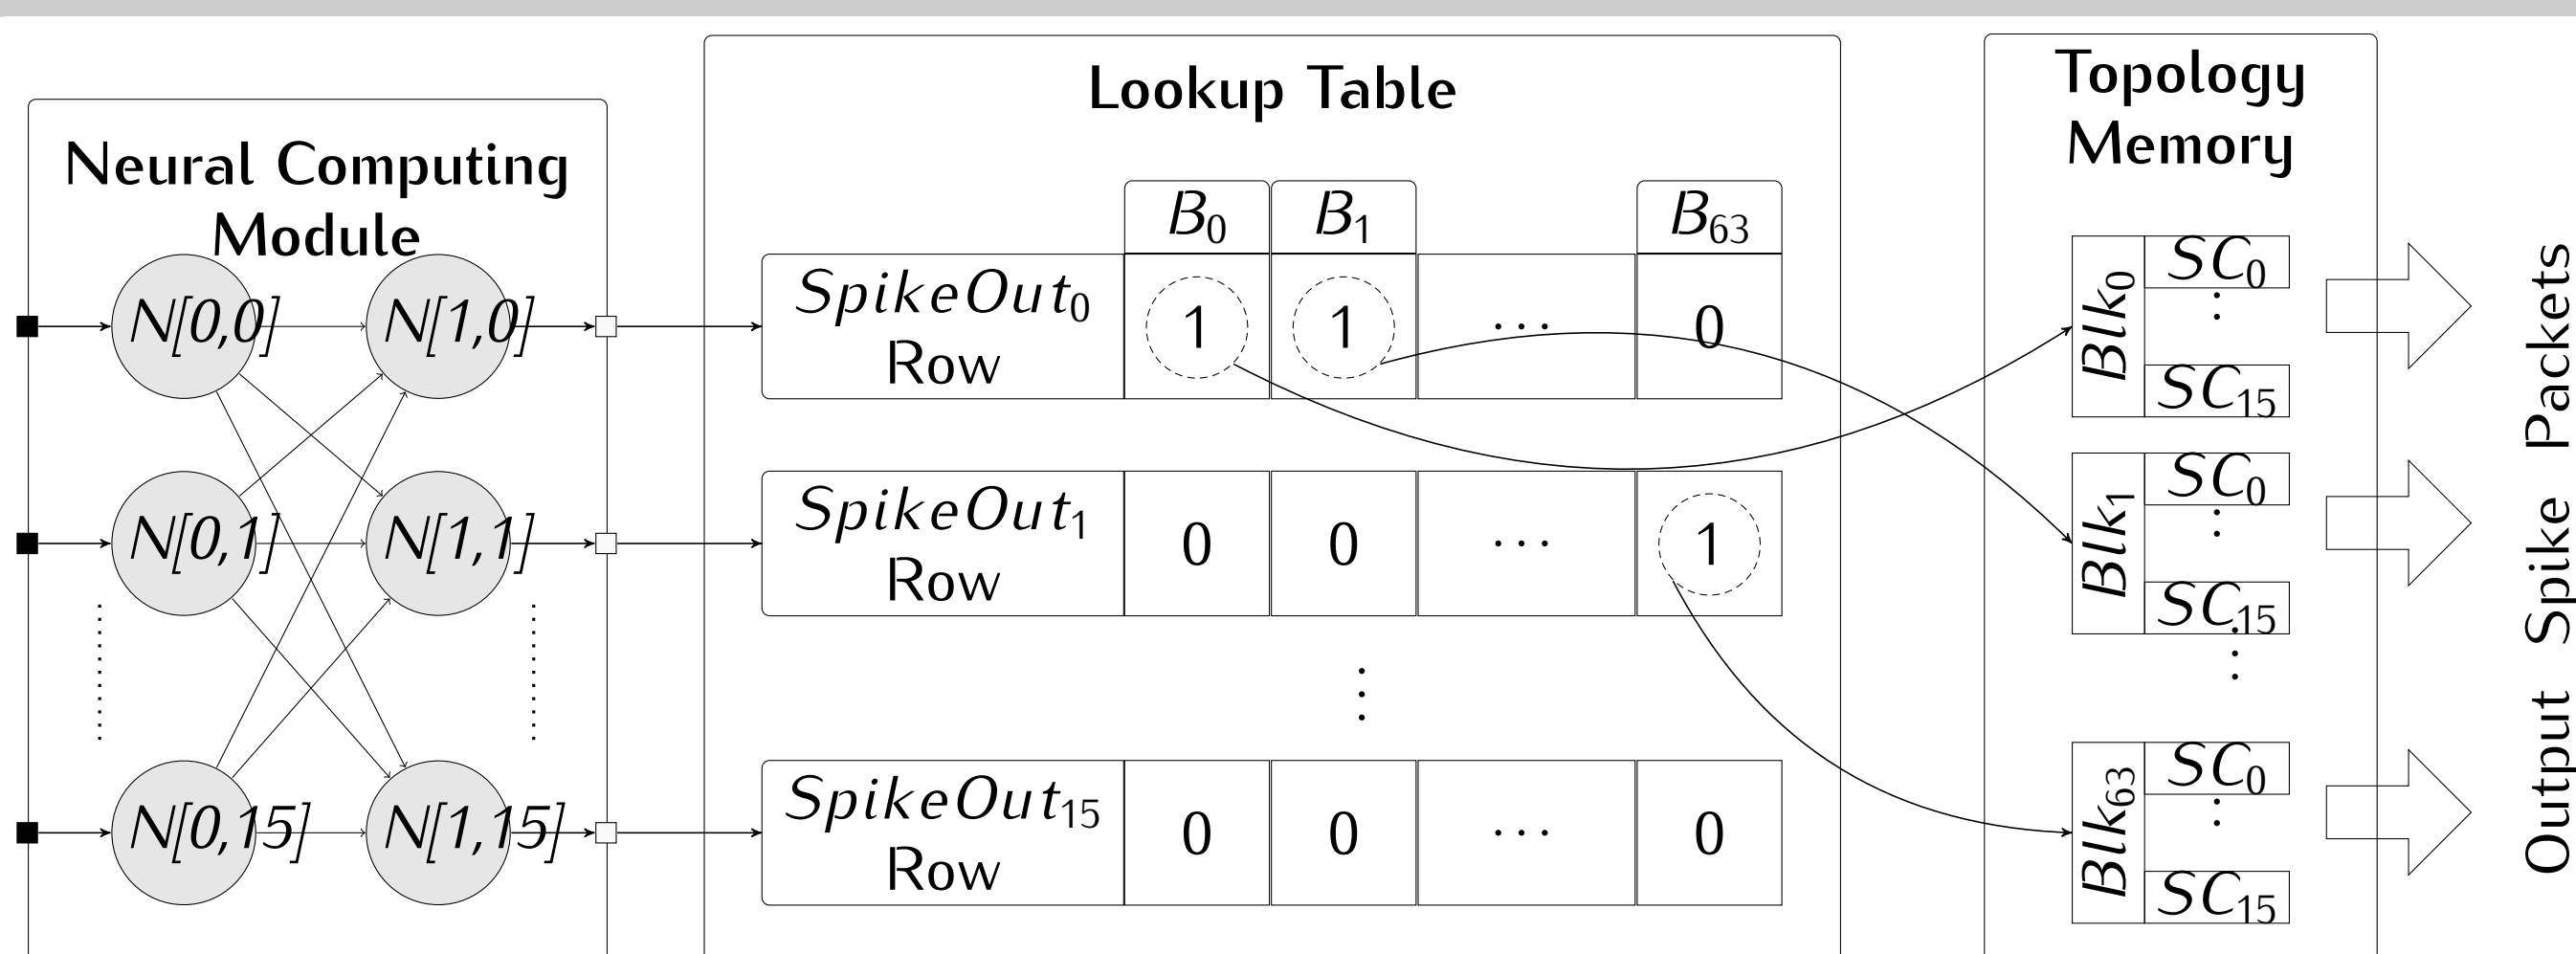 Neural Computing
Module
N[0,0]
N[1,0]
N[0,1]
N[1,1]
N[0,15]
N[1,15]
Lookup Table
B₀ B₁ B₆₃
SpikeOut₀
Row
1 1 ··· 0
SpikeOut₁
Row
0 0 ··· 1
⋮
SpikeOut₁₅
Row
0 0 ··· 0
Topology
Memory
Blk₀
SC₀
⋮
SC₁₅
Blk₁
SC₀
⋮
SC₁₅
⋮
Blk₆₃
SC₀
⋮
SC₁₅
Output Spike Packets